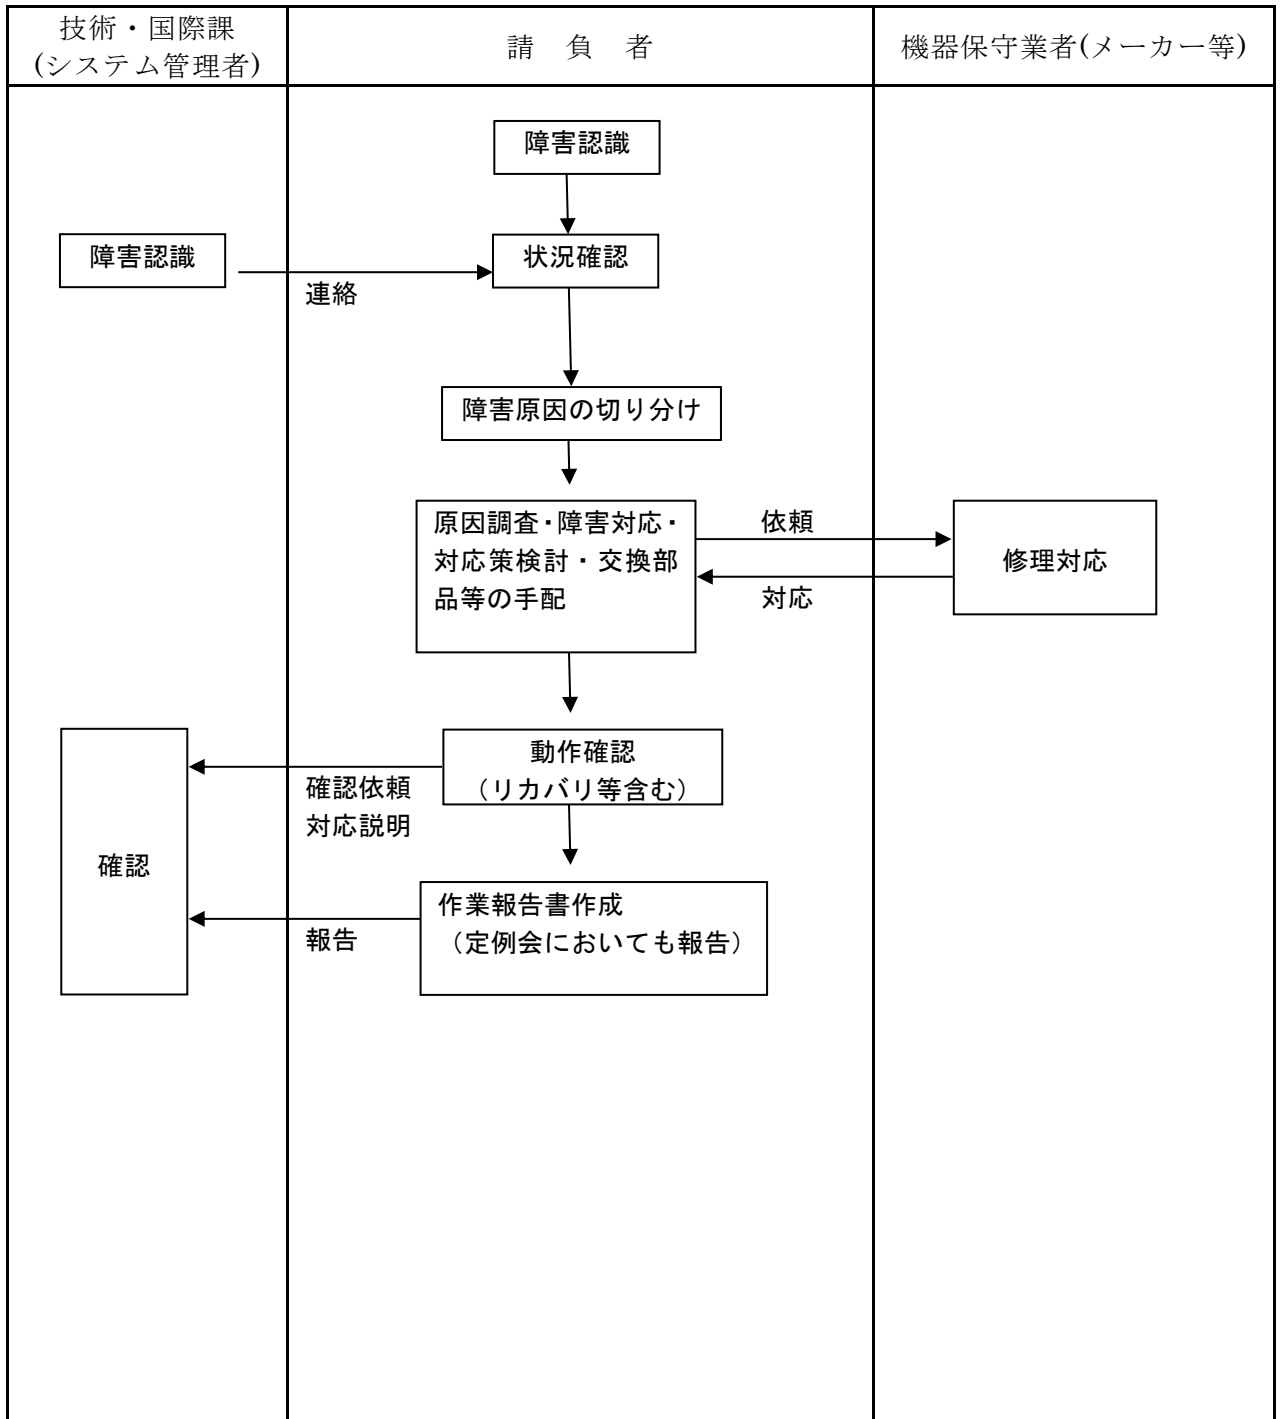 技術・国際課
(システム管理者)
請 負 者
機器保守業者(メーカー等)
障害認識
障害認識
状況確認
連絡
障害原因の切り分け
原因調査・障害対応・
対応策検討・交換部
品等の手配
依頼
対応
修理対応
動作確認
（リカバリ等含む）
確認依頼
対応説明
確認
作業報告書作成
（定例会においても報告）
報告